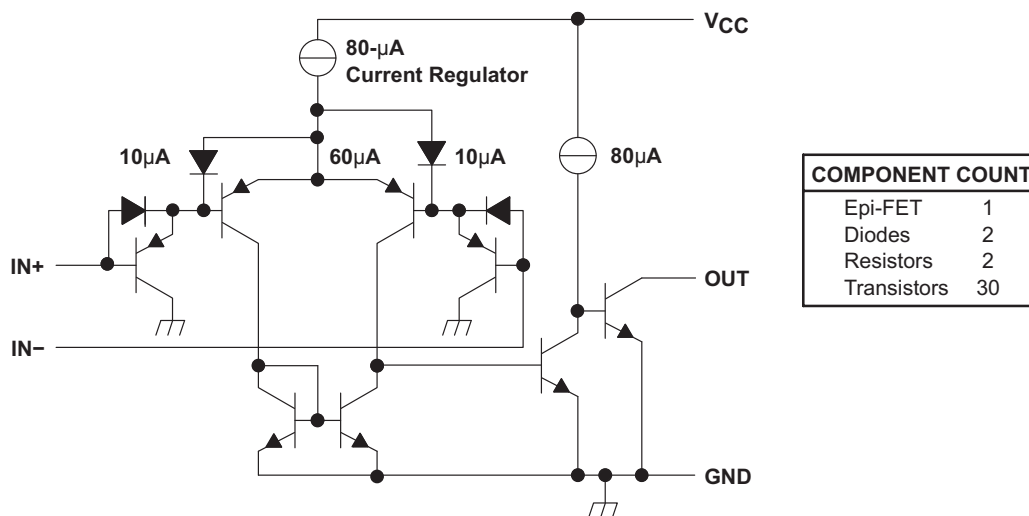 VCC
80-μA
Current Regulator
10μA
60μA
10μA
80μA
IN+
OUT
IN−
GND
COMPONENT COUNT
Epi-FET 1
Diodes 2
Resistors 2
Transistors 30